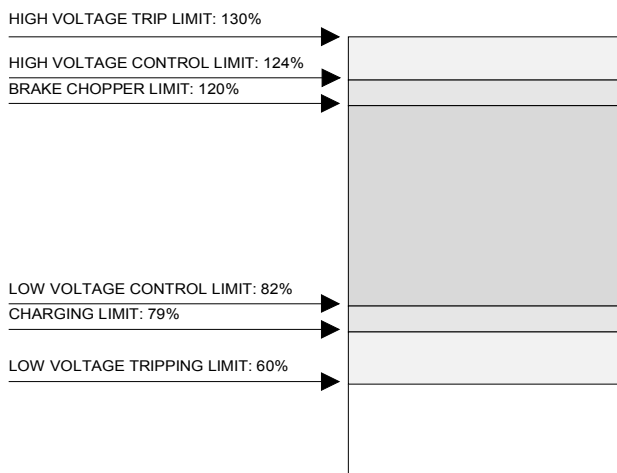 HIGH VOLTAGE TRIP LIMIT: 130%
HIGH VOLTAGE CONTROL LIMIT: 124%
BRAKE CHOPPER LIMIT: 120%
LOW VOLTAGE CONTROL LIMIT: 82%
CHARGING LIMIT: 79%
LOW VOLTAGE TRIPPING LIMIT: 60%